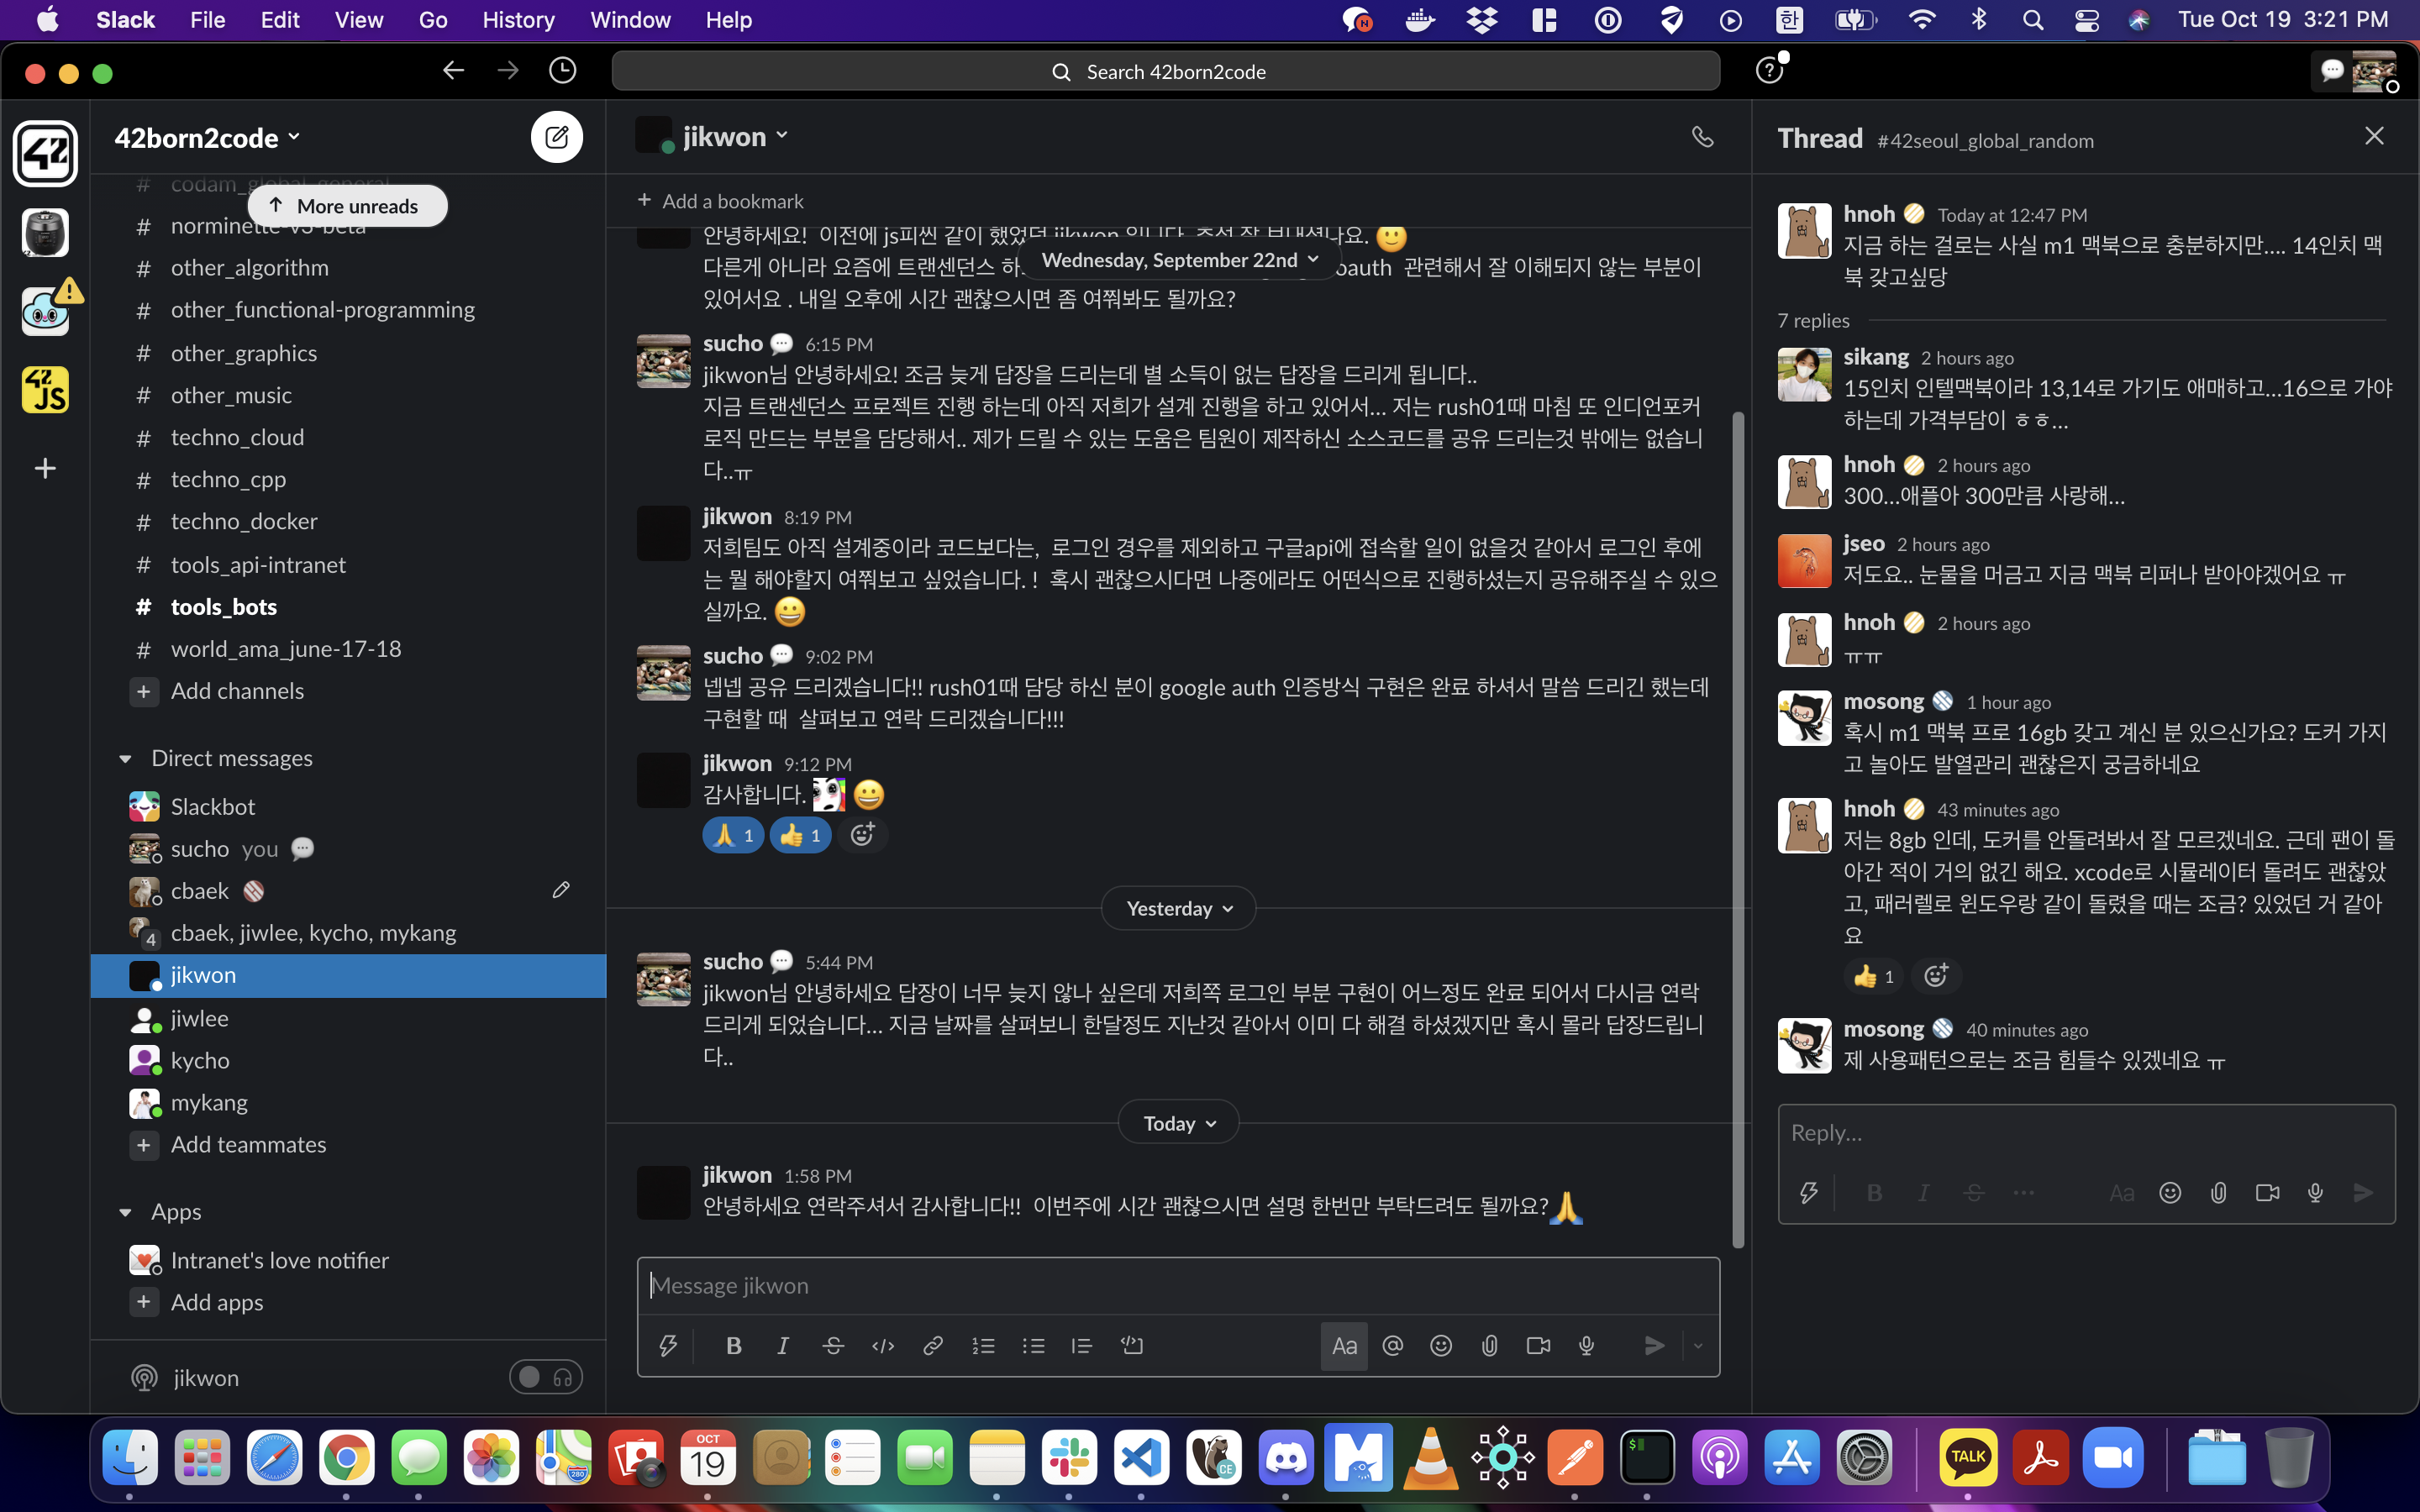 Slack File Edit View Go History Window Help
Tue Oct 19 3:21 PM
Search 42born2code
42born2code
codam_global_general
More unreads
norminette-v3-beta
other_algorithm
other_functional-programming
other_graphics
other_music
techno_cloud
techno_cpp
techno_docker
tools_api-intranet
tools_bots
world_ama_june-17-18
Add channels
Direct messages
Slackbot
sucho you
cbaek
4 cbaek, jiwlee, kycho, mykang
jikwon
jiwlee
kycho
mykang
Add teammates
Apps
Intranet's love notifier
Add apps
jikwon
jikwon
Add a bookmark
안녕하세요! 이전에 js피씬 같이 했었던 jikwon 입니다. 추석 잘 보내셨나요.
Wednesday, September 22nd
다른게 아니라 요즘에 트랜센던스 하 oauth 관련해서 잘 이해되지 않는 부분이
있어서요 . 내일 오후에 시간 괜찮으시면 좀 여쭤봐도 될까요?
sucho 6:15 PM
jikwon님 안녕하세요! 조금 늦게 답장을 드리는데 별 소득이 없는 답장을 드리게 됩니다..
지금 트랜센던스 프로젝트 진행 하는데 아직 저희가 설계 진행을 하고 있어서... 저는 rush01때 마침 또 인디언포커
로직 만드는 부분을 담당해서.. 제가 드릴 수 있는 도움은 팀원이 제작하신 소스코드를 공유 드리는것 밖에는 없습니
다..ㅠ
jikwon 8:19 PM
저희팀도 아직 설계중이라 코드보다는, 로그인 경우를 제외하고 구글api에 접속할 일이 없을것 같아서 로그인 후에
는 뭘 해야할지 여쭤보고 싶었습니다. ! 혹시 괜찮으시다면 나중에라도 어떤식으로 진행하셨는지 공유해주실 수 있으
실까요.
sucho 9:02 PM
넵넵 공유 드리겠습니다!! rush01때 담당 하신 분이 google auth 인증방식 구현은 완료 하셔서 말씀 드리긴 했는데
구현할 때 살펴보고 연락 드리겠습니다!!!
jikwon 9:12 PM
감사합니다.
1 1
Yesterday
sucho 5:44 PM
jikwon님 안녕하세요 답장이 너무 늦지 않나 싶은데 저희쪽 로그인 부분 구현이 어느정도 완료 되어서 다시금 연락
드리게 되었습니다... 지금 날짜를 살펴보니 한달정도 지난것 같아서 이미 다 해결 하셨겠지만 혹시 몰라 답장드립니
다..
Today
jikwon 1:58 PM
안녕하세요 연락주셔서 감사합니다!! 이번주에 시간 괜찮으시면 설명 한번만 부탁드려도 될까요?
Message jikwon
Thread #42seoul_global_random
hnoh Today at 12:47 PM
지금 하는 걸로는 사실 m1 맥북으로 충분하지만.... 14인치 맥
북 갖고싶당
7 replies
sikang 2 hours ago
15인치 인텔맥북이라 13,14로 가기도 애매하고...16으로 가야
하는데 가격부담이 ㅎㅎ...
hnoh 2 hours ago
300...애플아 300만큼 사랑해...
jseo 2 hours ago
저도요.. 눈물을 머금고 지금 맥북 리퍼나 받아야겠어요 ㅠ
hnoh 2 hours ago
ㅠㅠ
mosong 1 hour ago
혹시 m1 맥북 프로 16gb 갖고 계신 분 있으신가요? 도커 가지
고 놀아도 발열관리 괜찮은지 궁금하네요
hnoh 43 minutes ago
저는 8gb 인데, 도커를 안돌려봐서 잘 모르겠네요. 근데 팬이 돌
아간 적이 거의 없긴 해요. xcode로 시뮬레이터 돌려도 괜찮았
고, 패러렐로 윈도우랑 같이 돌렸을 때는 조금? 있었던 거 같아
요
1
mosong 40 minutes ago
제 사용패턴으로는 조금 힘들수 있겠네요 ㅠ
Reply...
OCT
19
TALK